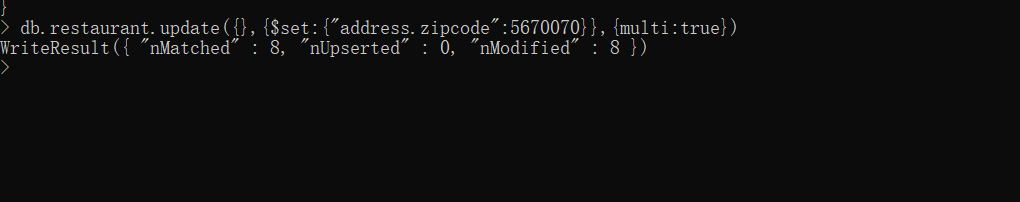 }
> db.restaurant.update({},{$set:{"address.zipcode":5670070}},{multi:true})
WriteResult({ "nMatched" : 8, "nUpserted" : 0, "nModified" : 8 })
>